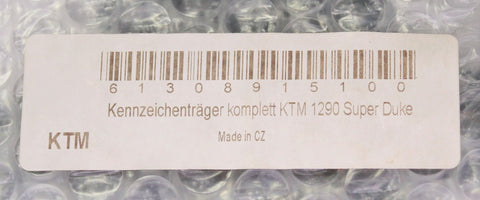 61308915100
Kennzeichenträger komplett KTM 1290 Super Duke
KTM
Made in CZ